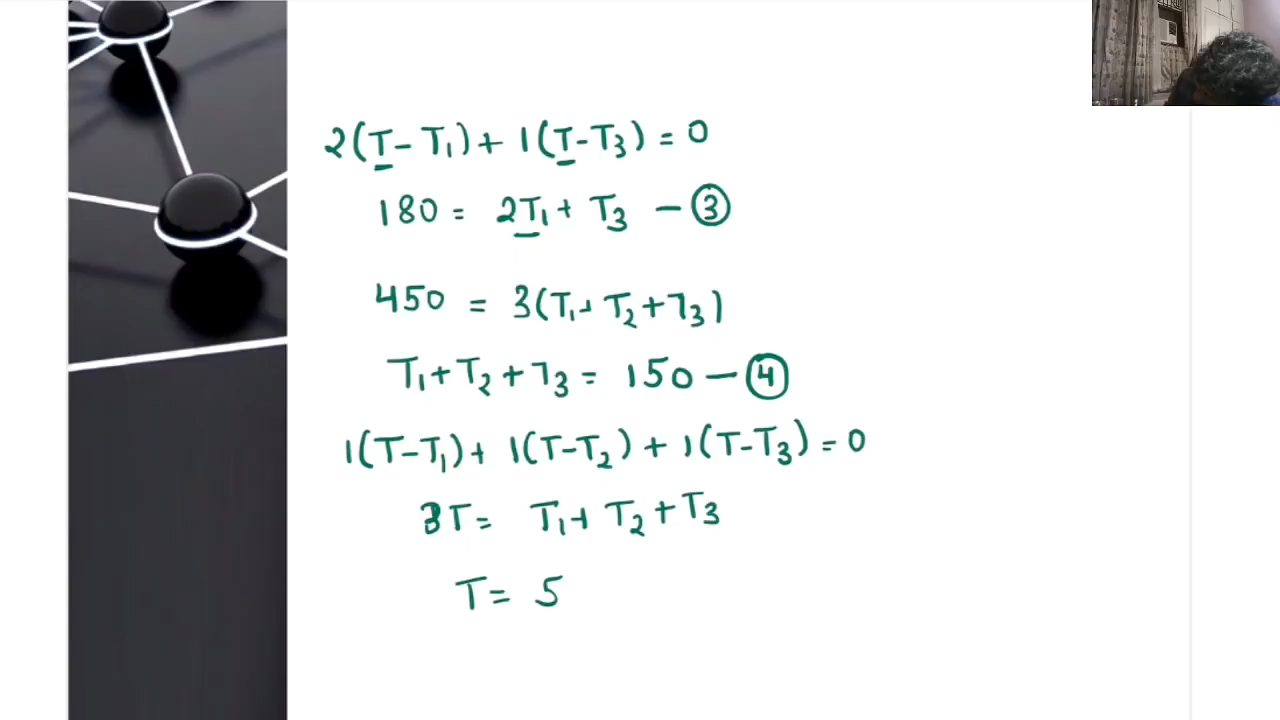 2(T-T₁)+ 1(T-T₃) = 0
180 = 2T₁+ T₃ - ③
450 = 3(T₁+ T₂+T₃)
T₁+T₂+T₃ = 150 - ④
1(T-T₁)+ 1(T-T₂) + 1(T-T₃) = 0
3T = T₁+ T₂+T₃
T = 5